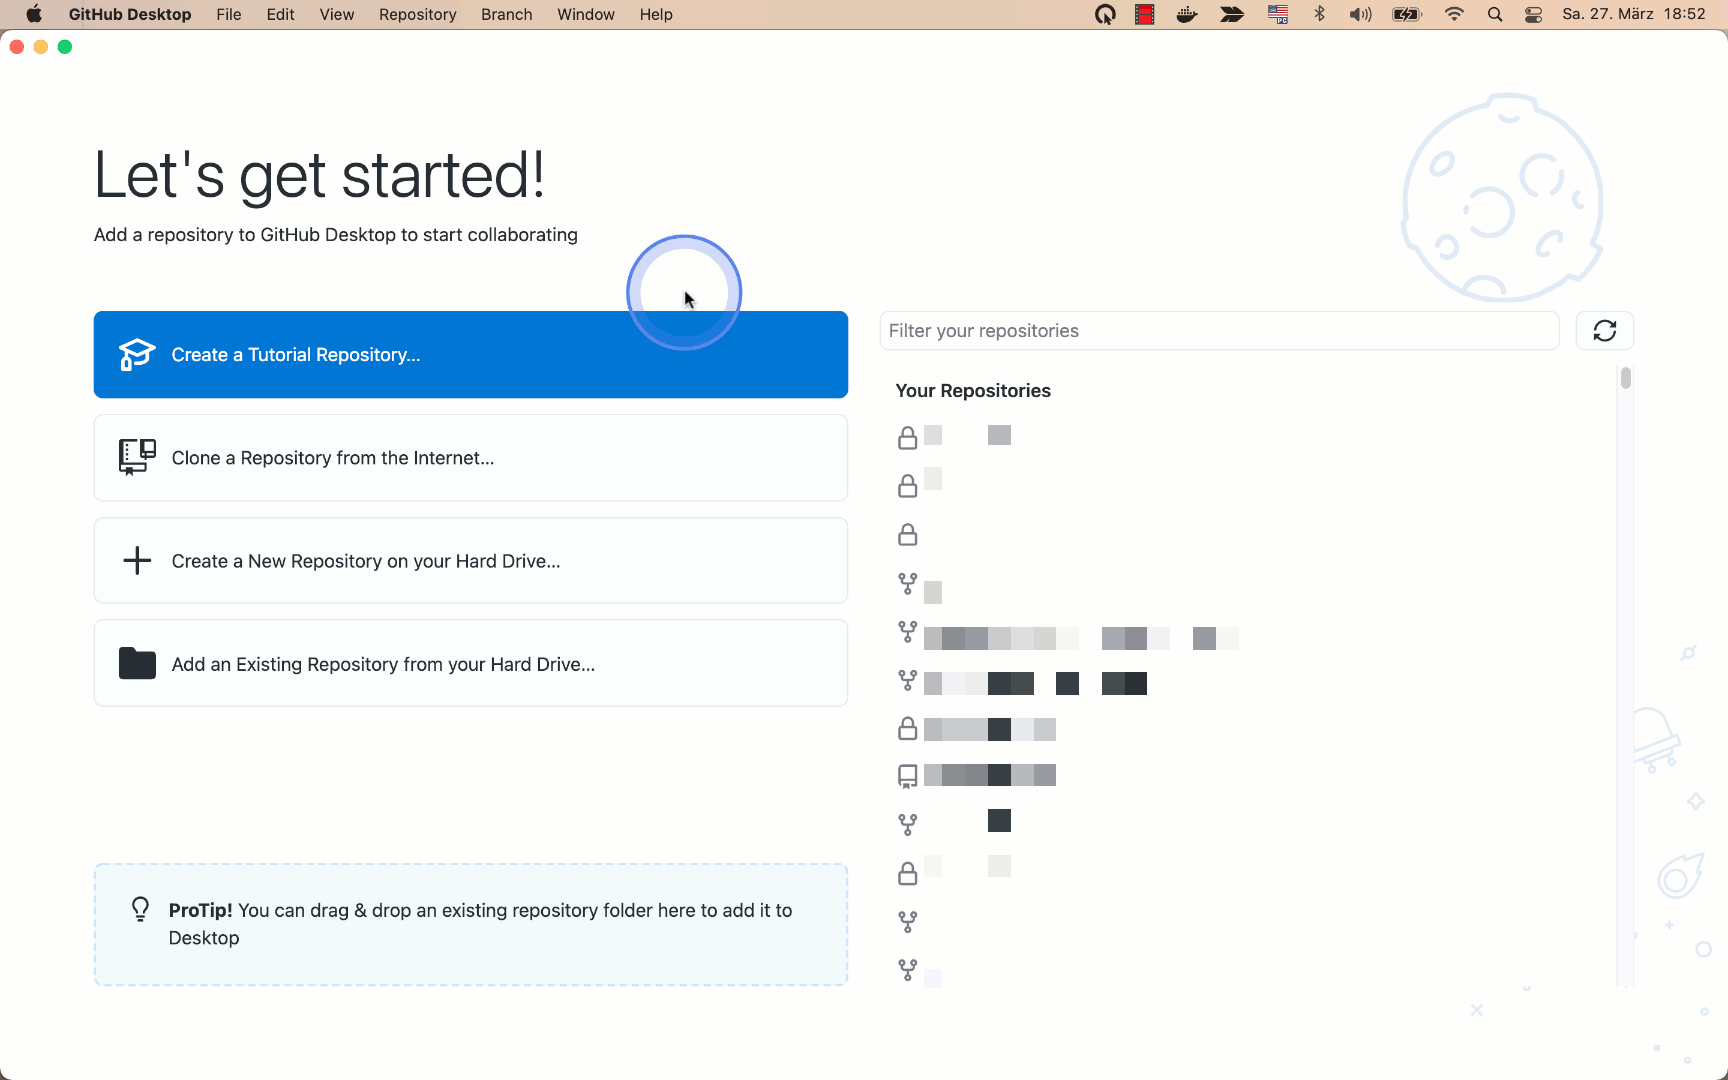 GitHub Desktop File Edit View Repository Branch Window Help Sa. 27. März 18:52
Let's get started!
Add a repository to GitHub Desktop to start collaborating
Create a Tutorial Repository...
Clone a Repository from the Internet...
Create a New Repository on your Hard Drive...
Add an Existing Repository from your Hard Drive...
ProTip! You can drag & drop an existing repository folder here to add it to
Desktop
Filter your repositories
Your Repositories